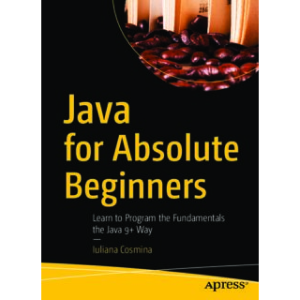 Java
for Absolute
Beginners
Learn to Program the Fundamentals
the Java 9+ Way
—
Iuliana Cosmina
Apress®